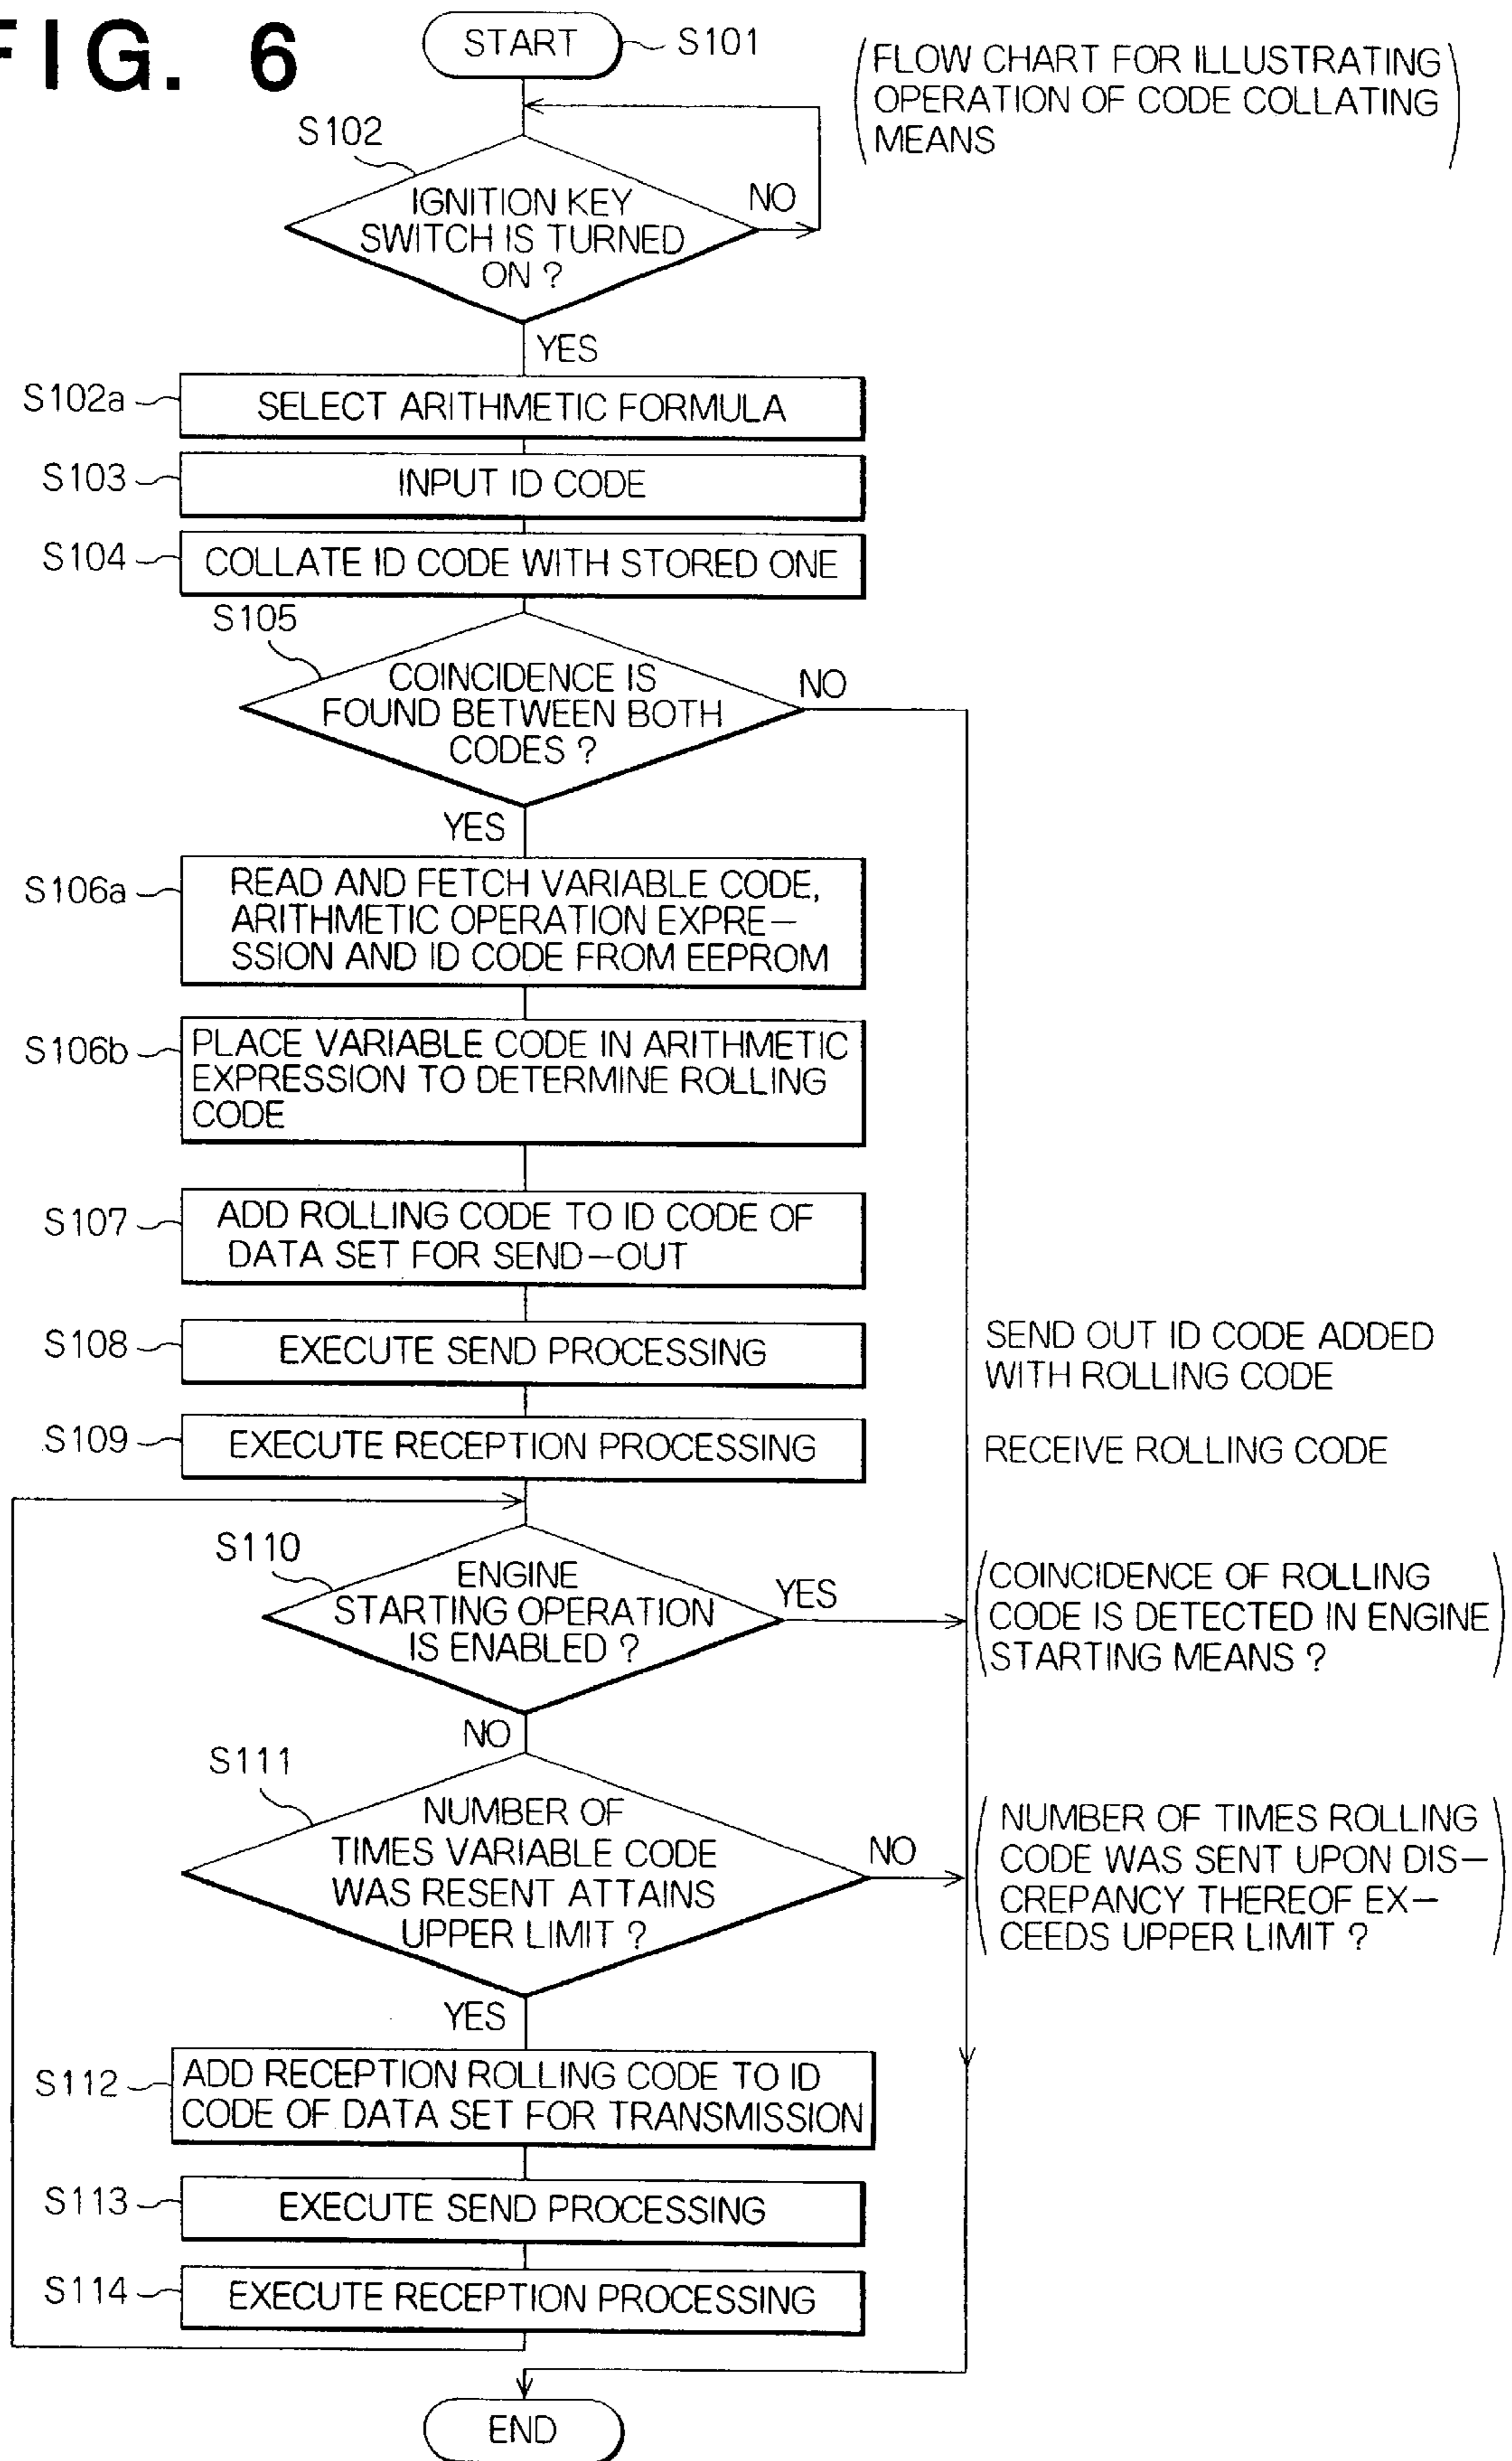 FIG. 6
START
S101
(FLOW CHART FOR ILLUSTRATING
OPERATION OF CODE COLLATING
MEANS)
S102
IGNITION KEY
SWITCH IS TURNED
ON ?
NO
YES
S102a
SELECT ARITHMETIC FORMULA
S103
INPUT ID CODE
S104
COLLATE ID CODE WITH STORED ONE
S105
COINCIDENCE IS
FOUND BETWEEN BOTH
CODES ?
NO
YES
S106a
READ AND FETCH VARIABLE CODE,
ARITHMETIC OPERATION EXPRE-
SSION AND ID CODE FROM EEPROM
S106b
PLACE VARIABLE CODE IN ARITHMETIC
EXPRESSION TO DETERMINE ROLLING
CODE
S107
ADD ROLLING CODE TO ID CODE OF
DATA SET FOR SEND-OUT
S108
EXECUTE SEND PROCESSING
SEND OUT ID CODE ADDED
WITH ROLLING CODE
S109
EXECUTE RECEPTION PROCESSING
RECEIVE ROLLING CODE
S110
ENGINE
STARTING OPERATION
IS ENABLED ?
YES
(COINCIDENCE OF ROLLING
CODE IS DETECTED IN ENGINE
STARTING MEANS ?)
NO
S111
NUMBER OF
TIMES VARIABLE CODE
WAS RESENT ATTAINS
UPPER LIMIT ?
NO
(NUMBER OF TIMES ROLLING
CODE WAS SENT UPON DIS-
CREPANCY THEREOF EX-
CEEDS UPPER LIMIT ?)
YES
S112
ADD RECEPTION ROLLING CODE TO ID
CODE OF DATA SET FOR TRANSMISSION
S113
EXECUTE SEND PROCESSING
S114
EXECUTE RECEPTION PROCESSING
END